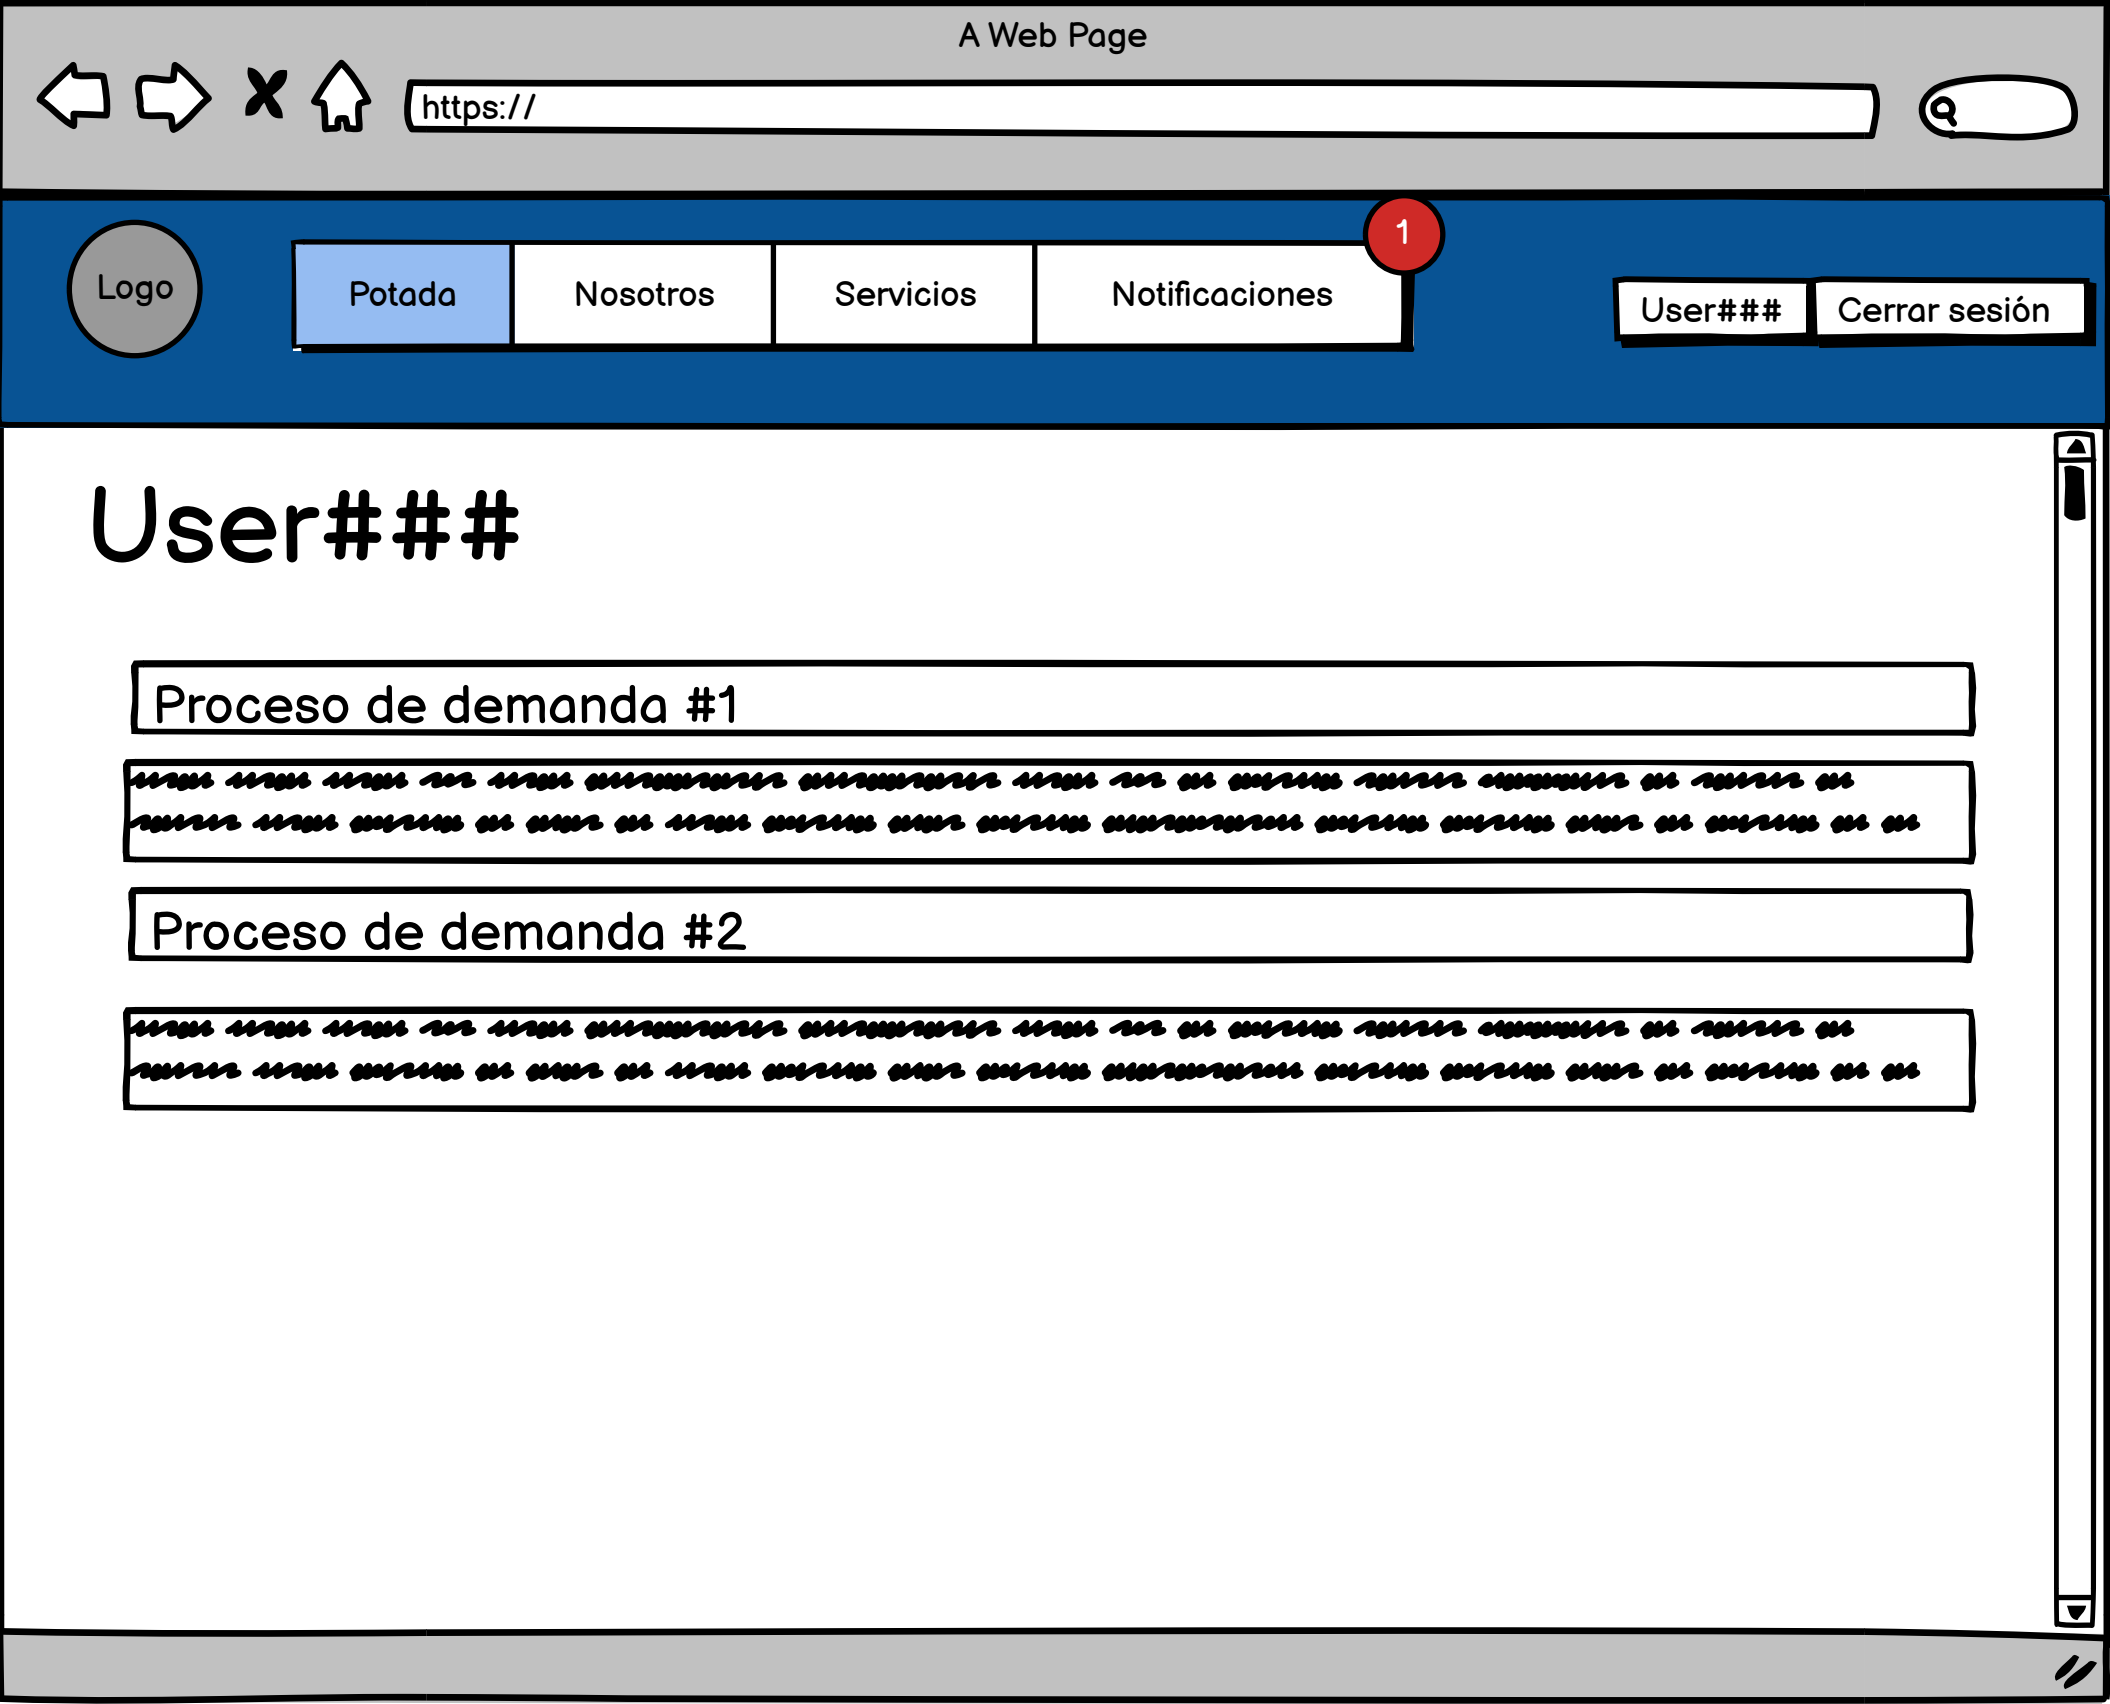 A Web Page
https://
1
Logo
Potada
Nosotros
Servicios
Notificaciones
User###
Cerrar sesión
User###
Proceso de demanda #1
Proceso de demanda #2